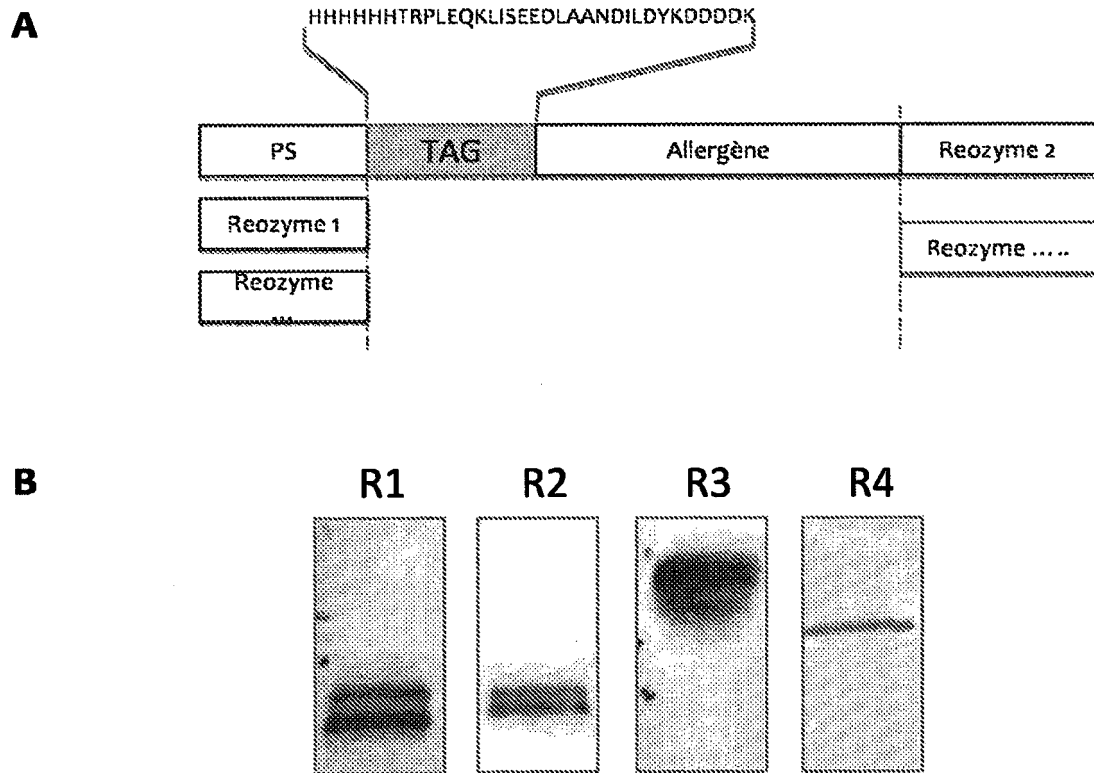 A
HHHHHHTRPLEQKLISEEDLAANDILDYKDDDDK
PS TAG Allergène Reozyme 2
Reozyme 1
Reozyme .....
Reozyme
...
B
R1 R2 R3 R4